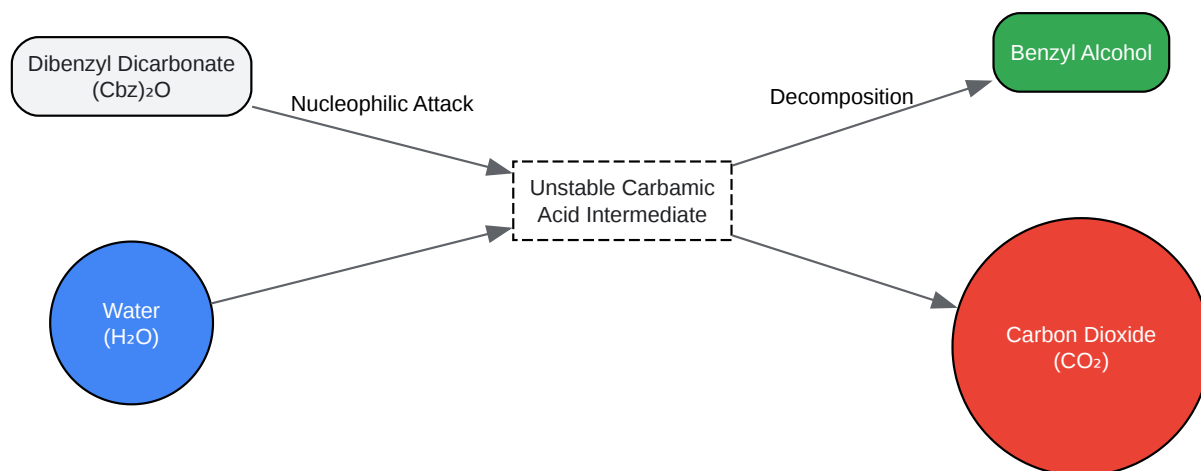 Dibenzyl Dicarbonate
(Cbz)₂O
Nucleophilic Attack
Water
(H₂O)
Unstable Carbamic
Acid Intermediate
Decomposition
Benzyl Alcohol
Carbon Dioxide
(CO₂)